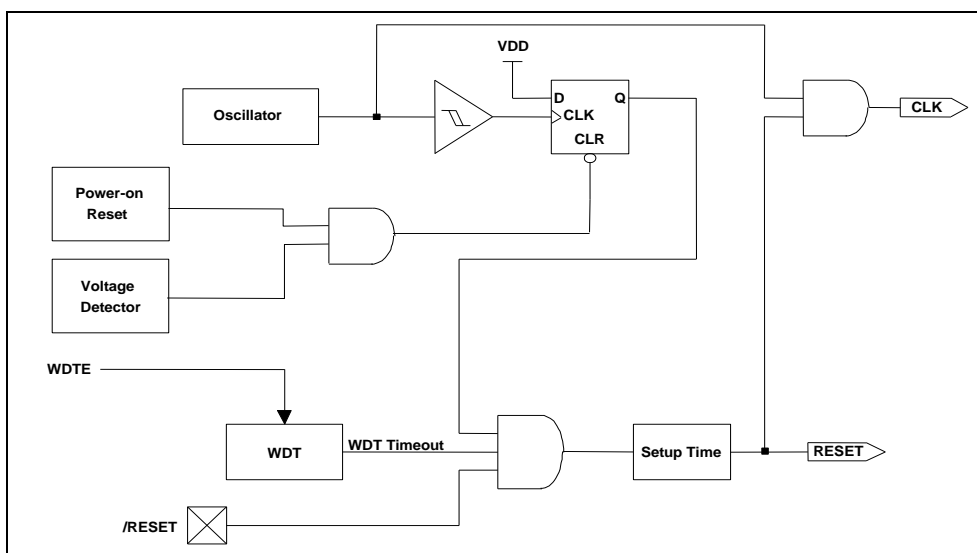 VDD
Oscillator
D
Q
CLK
CLR
CLK
Power-on
Reset
Voltage
Detector
WDTE
WDT
WDT Timeout
Setup Time
RESET
/RESET